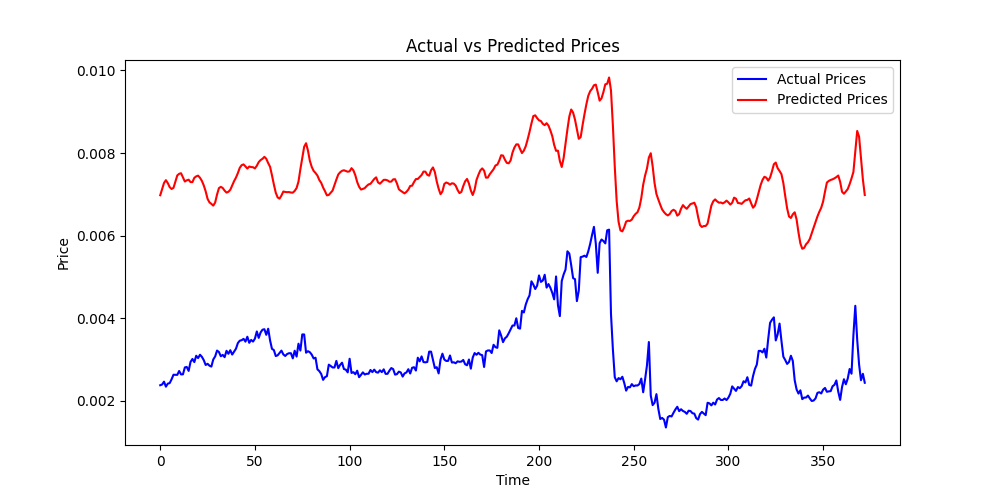 Actual vs Predicted Prices
Actual Prices
Predicted Prices
0.010
0.008
0.006
0.004
0.002
Price
0 50 100 150 200 250 300 350
Time